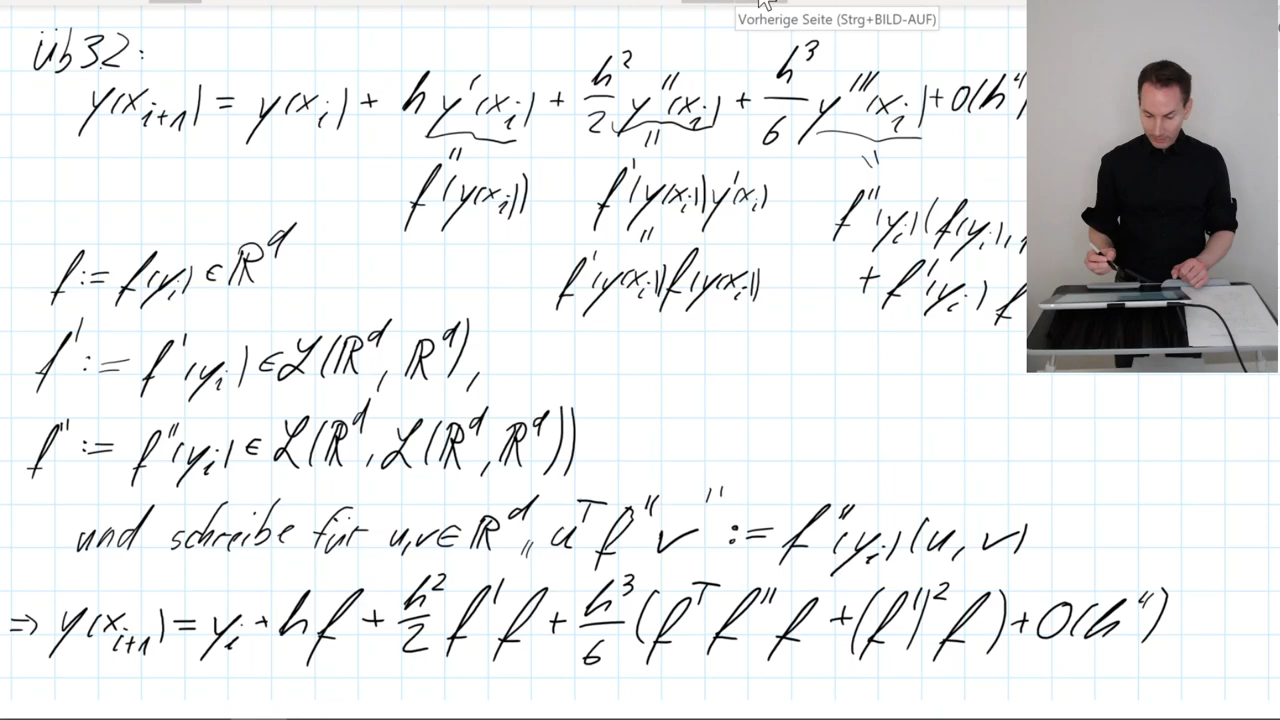 Vorherige Seite (Strg+BILD-AUF)
Üb32:
y(x_{i+1}) = y(x_i) + h y'(x_i) + h²/2 y''(x_i) + h³/6 y'''(x_i) + O(h⁴
" " "
f(y(x_i)) f'(y(x_i))y'(x_i) f''(y_i)(f(y_i),
"
f := f(y_i) ∈ ℝ^d f'(y(x_i))f(y(x_i)) + f'(y_i) f
f' := f'(y_i) ∈ ℒ(ℝ^d, ℝ^d),
f'' := f''(y_i) ∈ ℒ(ℝ^d, ℒ(ℝ^d, ℝ^d))
und schreibe für u,v ∈ ℝ^d „u^T f'' v" := f''(y_i)(u, v)
⇒ y(x_{i+1}) = y_i + h f + h²/2 f' f + h³/6 (f^T f'' f + (f')² f) + O(h⁴)